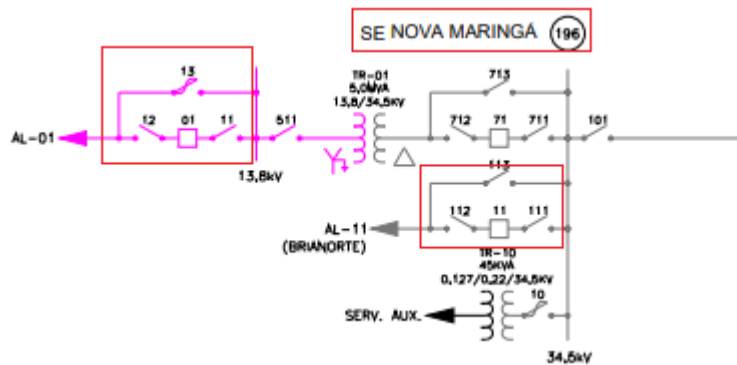 SE NOVA MARINGÁ 196
13
12 01 11
AL-01
13,8kV
511
TR-01
5,0MVA
13,8/34,5kV
713
712 71 711
101
113
112 11 111
AL-11
(BRIANORTE)
TR-10
45KVA
0,127/0,22/34,5kV
10
SERV. AUX.
34,5kV